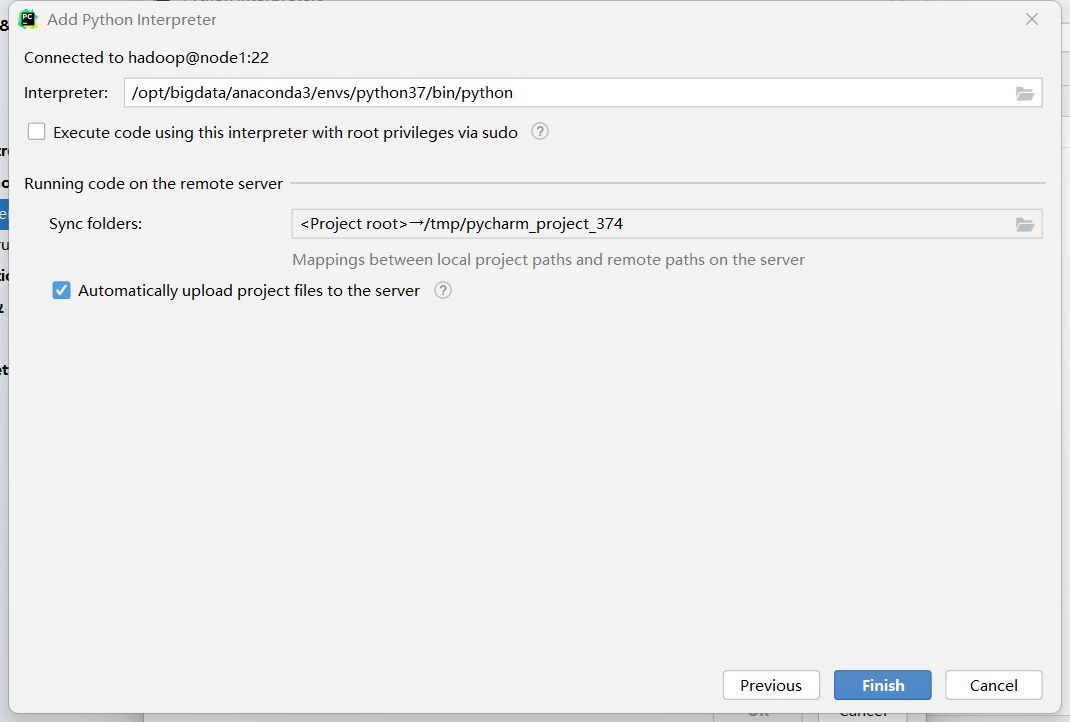 Add Python Interpreter
Connected to hadoop@node1:22
Interpreter: /opt/bigdata/anaconda3/envs/python37/bin/python
Execute code using this interpreter with root privileges via sudo ?
Running code on the remote server
Sync folders: <Project root>→/tmp/pycharm_project_374
Mappings between local project paths and remote paths on the server
Automatically upload project files to the server ?
Previous Finish Cancel